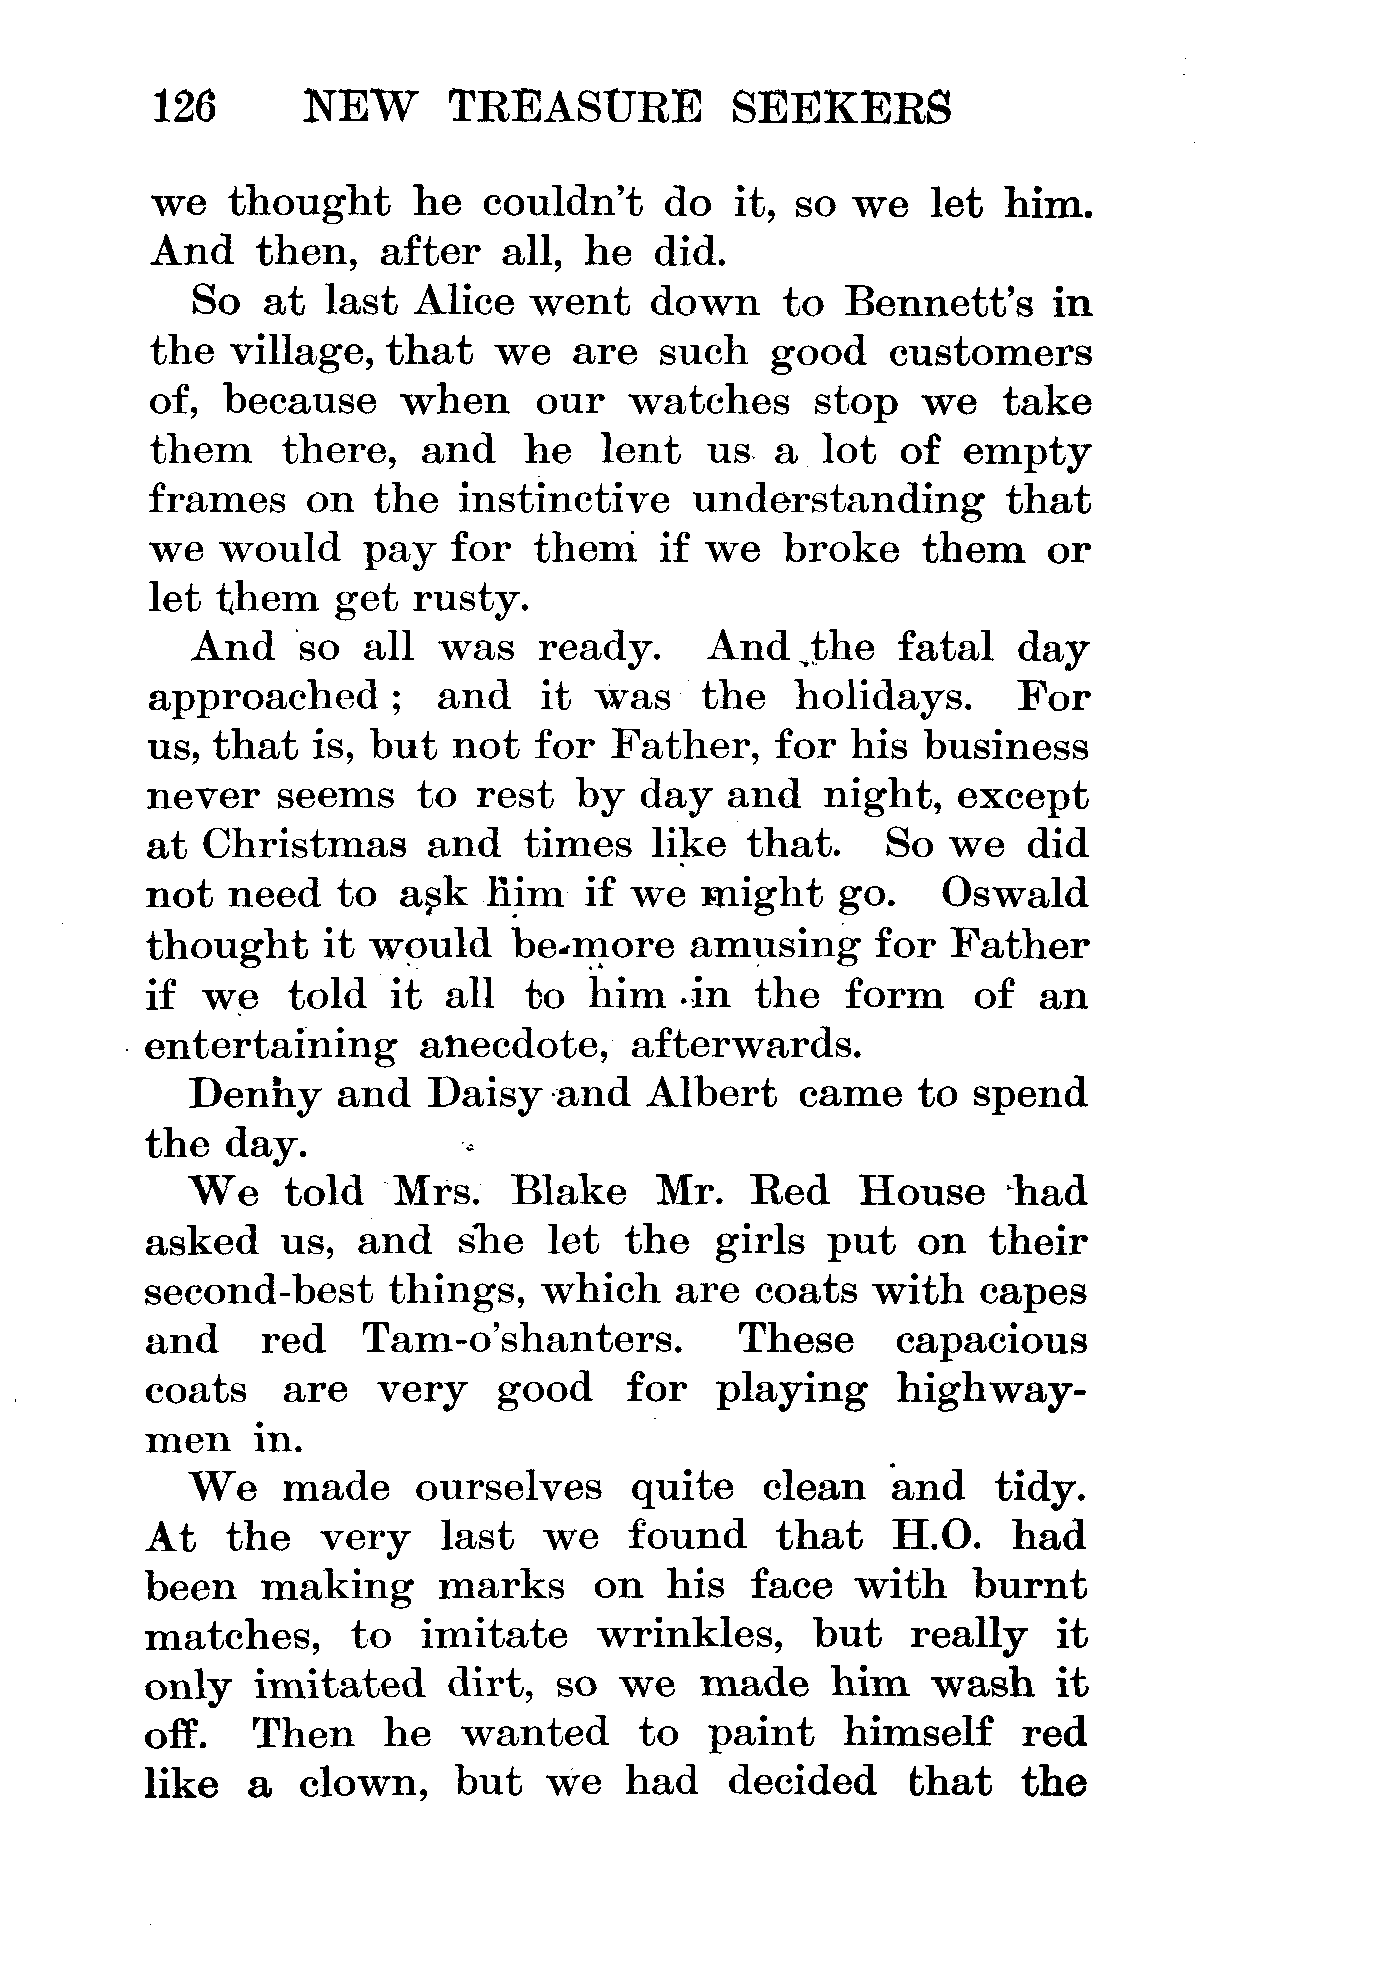 126 NEW TREASURE SEEKERS
we thought he couldn't do it, so we let him.
And then, after all, he did.
So at last Alice went down to Bennett's in
the village, that we are such good customers
of, because when our watches stop we take
them there, and he lent us a lot of empty
frames on the instinctive understanding that
we would pay for them if we broke them or
let them get rusty.
And so all was ready. And the fatal day
approached ; and it was the holidays. For
us, that is, but not for Father, for his business
never seems to rest by day and night, except
at Christmas and times like that. So we did
not need to ask him if we might go. Oswald
thought it would be more amusing for Father
if we told it all to him in the form of an
entertaining anecdote, afterwards.
Denny and Daisy and Albert came to spend
the day.
We told Mrs. Blake Mr. Red House had
asked us, and she let the girls put on their
second-best things, which are coats with capes
and red Tam-o'shanters. These capacious
coats are very good for playing highway-
men in.
We made ourselves quite clean and tidy.
At the very last we found that H.O. had
been making marks on his face with burnt
matches, to imitate wrinkles, but really it
only imitated dirt, so we made him wash it
off. Then he wanted to paint himself red
like a clown, but we had decided that the